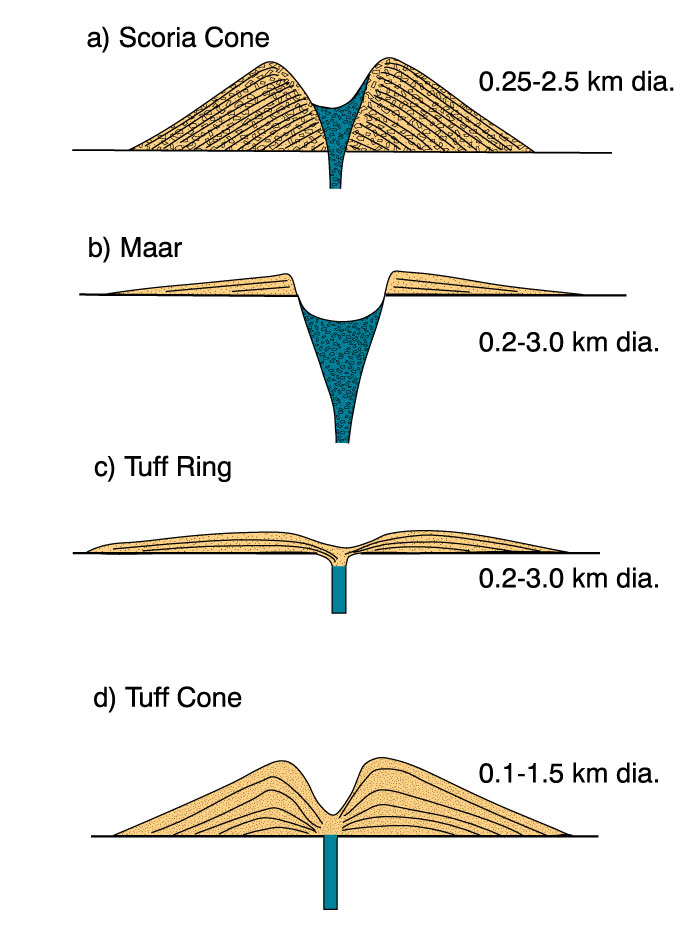 a) Scoria Cone
0.25-2.5 km dia.
b) Maar
0.2-3.0 km dia.
c) Tuff Ring
0.2-3.0 km dia.
d) Tuff Cone
0.1-1.5 km dia.